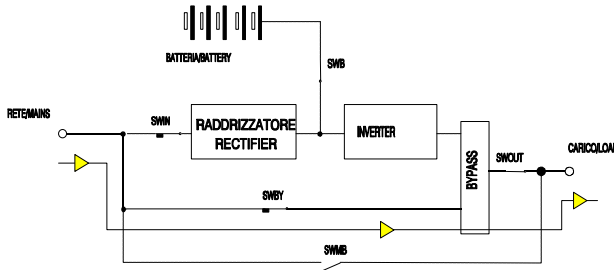 BATTERIA/BATTERY
SWB
RETE/MAINS
SWIN
RADDRIZZATORE
RECTIFIER
INVERTER
BYPASS
SWOUT
CARICO/LOAD
SWBY
SWMB